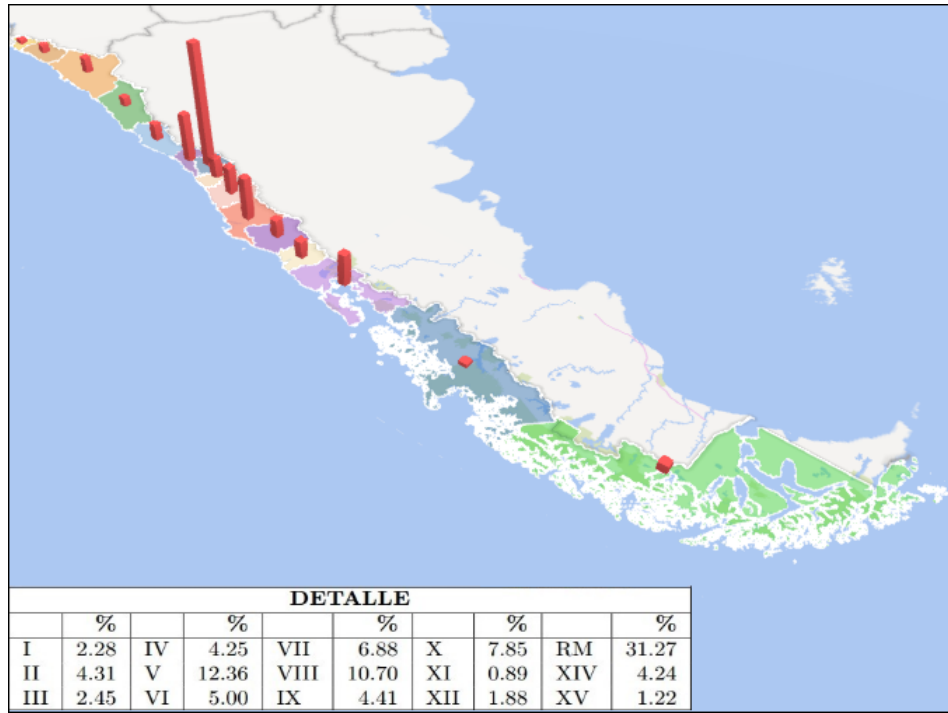 DETALLE
% % % % %
I 2.28 IV 4.25 VII 6.88 X 7.85 RM 31.27
II 4.31 V 12.36 VIII 10.70 XI 0.89 XIV 4.24
III 2.45 VI 5.00 IX 4.41 XII 1.88 XV 1.22